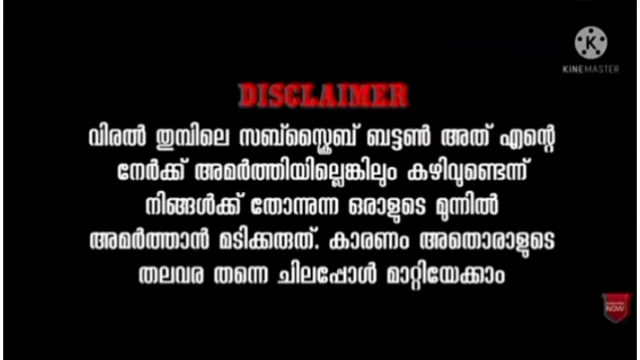 KINEMASTER
DISCLAIMER
വിരൽ തുമ്പിലെ സബ്സ്ക്രൈബ് ബട്ടൺ അത് എന്റെ
നേർക്ക് അമർത്തിയില്ലെങ്കിലും കഴിവുണ്ടെന്ന്
നിങ്ങൾക്ക് തോന്നുന്ന ഒരാളുടെ മുന്നിൽ
അമർത്താൻ മടിക്കരുത്. കാരണം അതൊരാളുടെ
തലവര തന്നെ ചിലപ്പോൾ മാറ്റിയേക്കാം
NOW